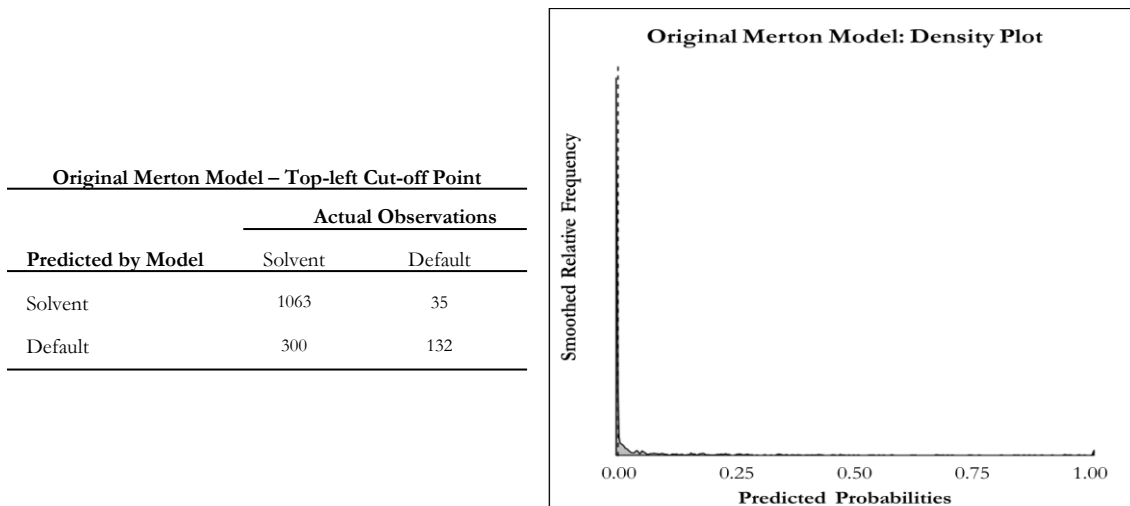 Original Merton Model – Top-left Cut-off Point
Actual Observations
Predicted by Model Solvent Default
Solvent 1063 35
Default 300 132
Original Merton Model: Density Plot
Smoothed Relative Frequency
0.00 0.25 0.50 0.75 1.00
Predicted Probabilities